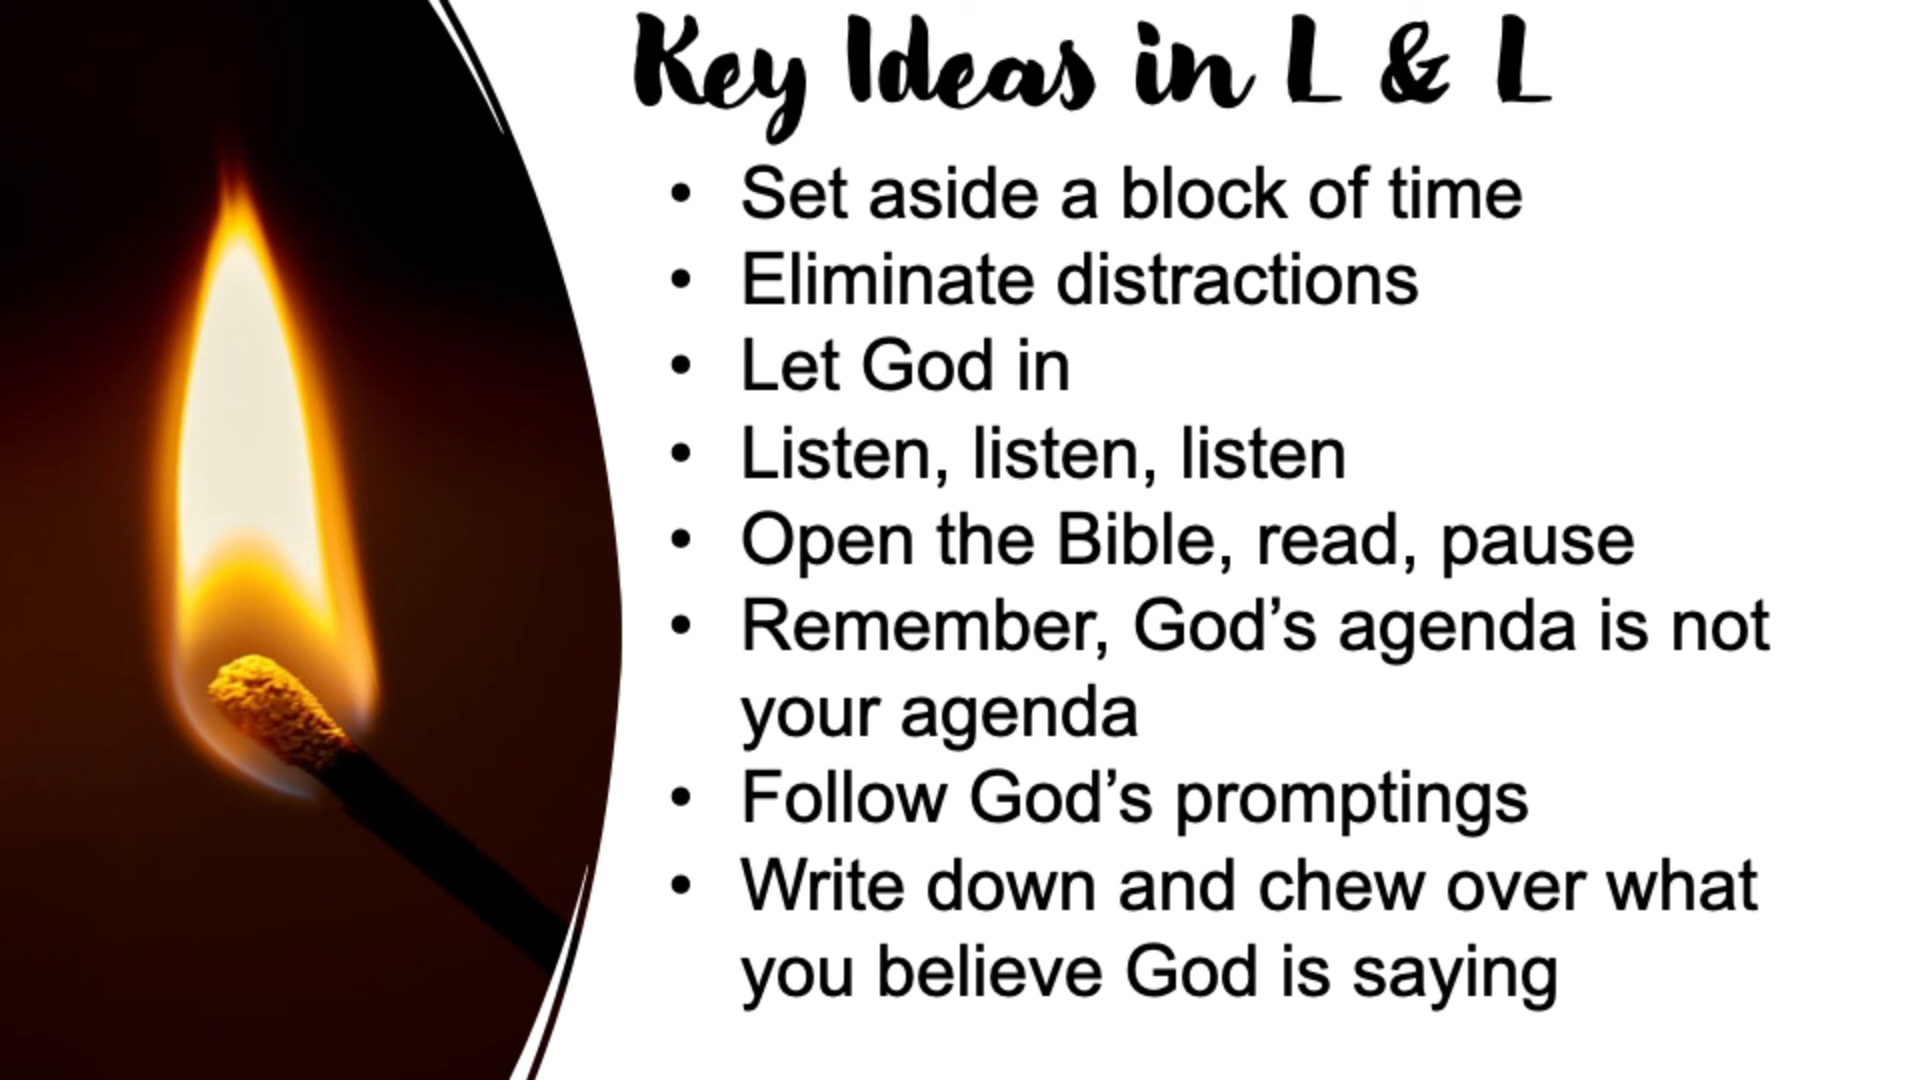 Key Ideas in L & L
• Set aside a block of time
• Eliminate distractions
• Let God in
• Listen, listen, listen
• Open the Bible, read, pause
• Remember, God’s agenda is not
your agenda
• Follow God’s promptings
• Write down and chew over what
you believe God is saying